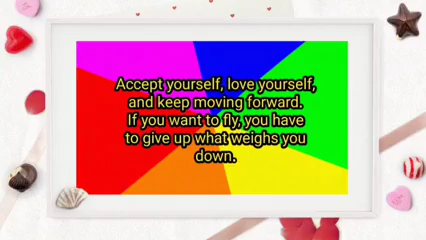 Accept yourself, love yourself,
and keep moving forward.
If you want to fly, you have
to give up what weighs you
down.